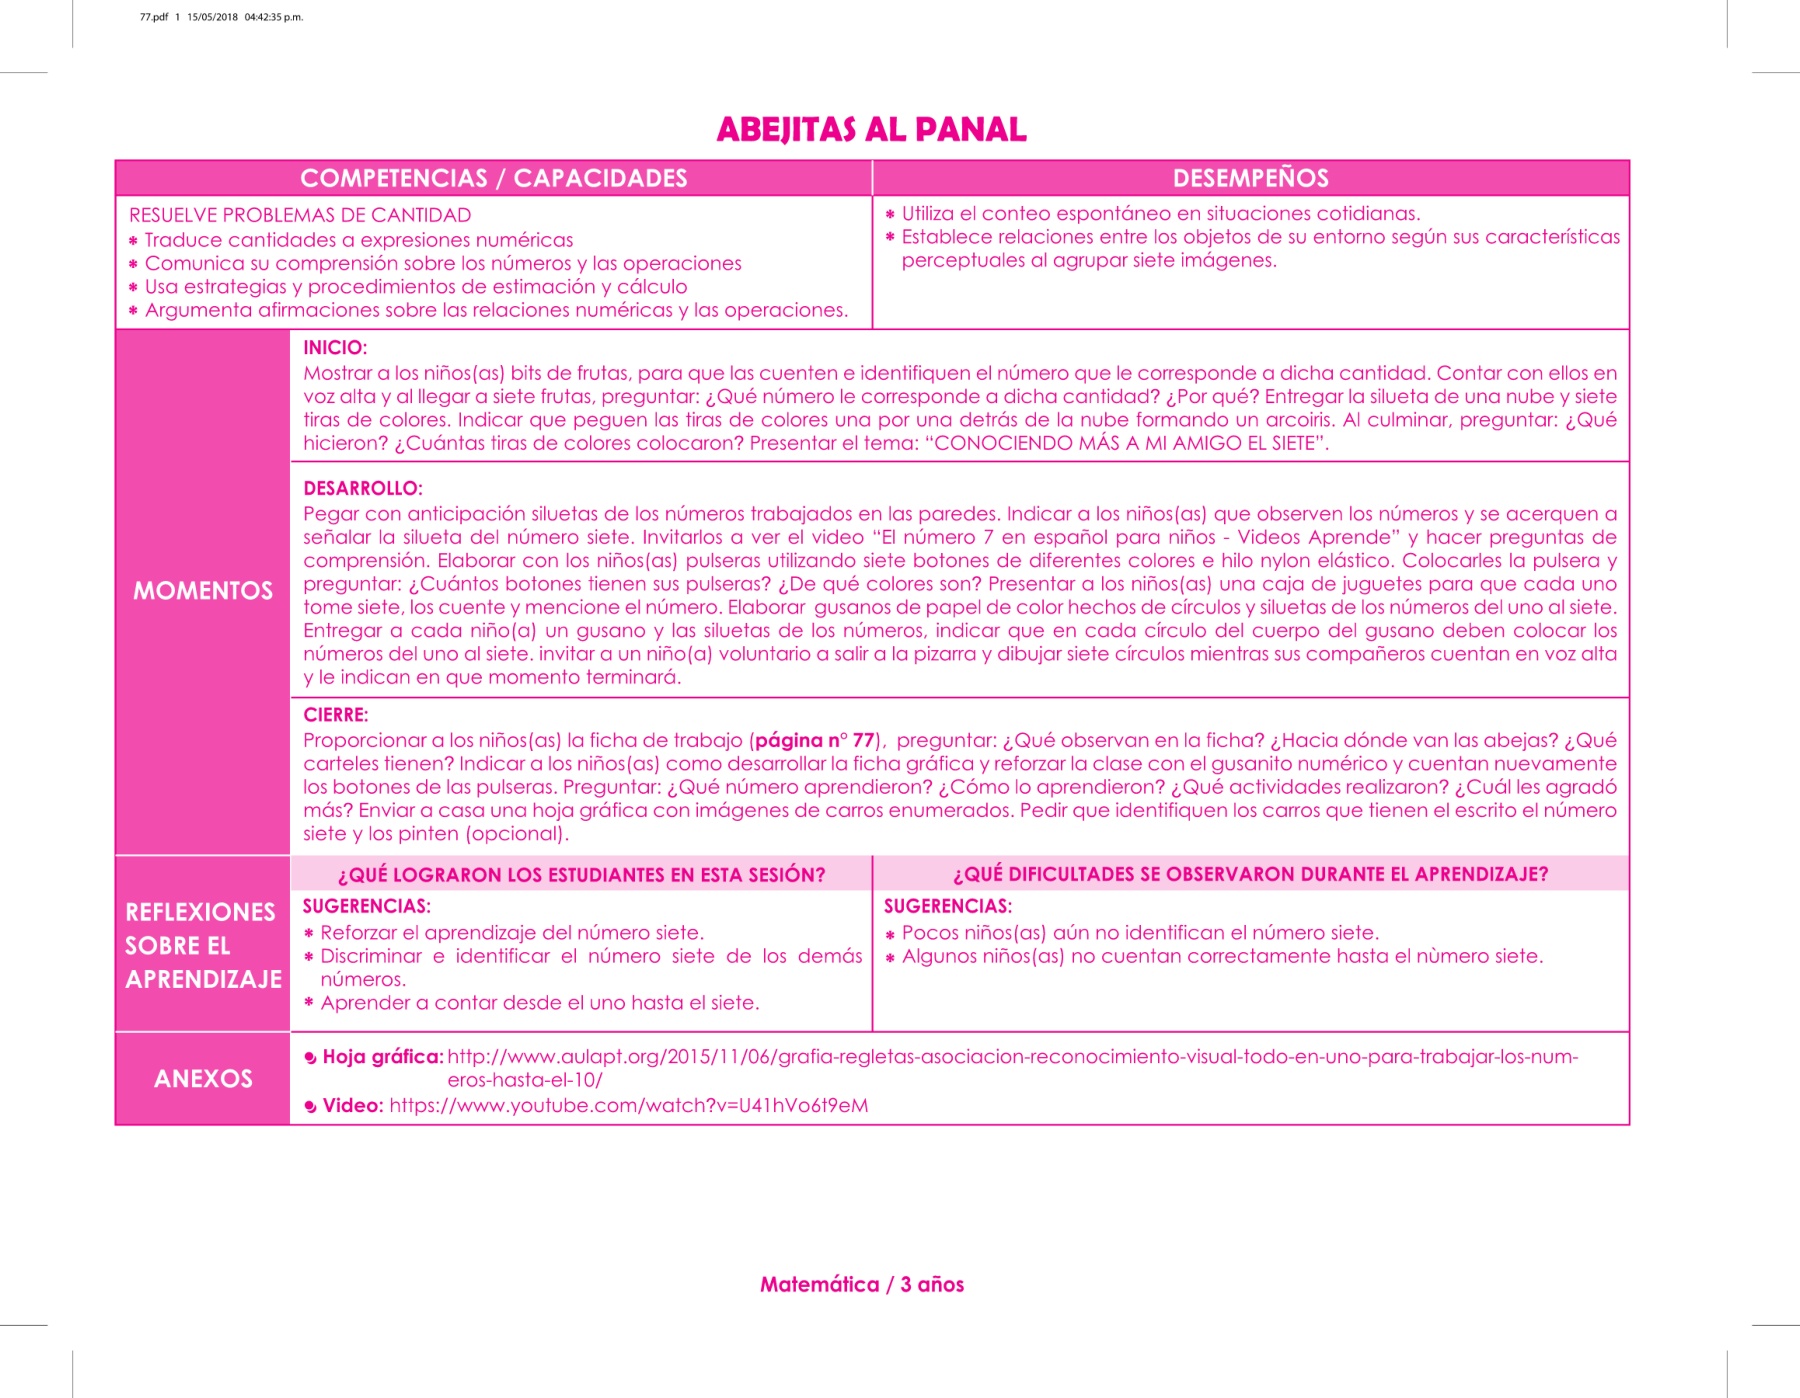 77.pdf 1 15/05/2018 04:42:35 p.m.
ABEJITAS AL PANAL
COMPETENCIAS / CAPACIDADES
DESEMPEÑOS
RESUELVE PROBLEMAS DE CANTIDAD
* Traduce cantidades a expresiones numéricas
* Comunica su comprensión sobre los números y las operaciones
* Usa estrategias y procedimientos de estimación y cálculo
* Argumenta afirmaciones sobre las relaciones numéricas y las operaciones.
* Utiliza el conteo espontáneo en situaciones cotidianas.
* Establece relaciones entre los objetos de su entorno según sus características
perceptuales al agrupar siete imágenes.
MOMENTOS
INICIO:
Mostrar a los niños(as) bits de frutas, para que las cuenten e identifiquen el número que le corresponde a dicha cantidad. Contar con ellos en
voz alta y al llegar a siete frutas, preguntar: ¿Qué número le corresponde a dicha cantidad? ¿Por qué? Entregar la silueta de una nube y siete
tiras de colores. Indicar que peguen las tiras de colores una por una detrás de la nube formando un arcoiris. Al culminar, preguntar: ¿Qué
hicieron? ¿Cuántas tiras de colores colocaron? Presentar el tema: “CONOCIENDO MÁS A MI AMIGO EL SIETE”.
DESARROLLO:
Pegar con anticipación siluetas de los números trabajados en las paredes. Indicar a los niños(as) que observen los números y se acerquen a
señalar la silueta del número siete. Invitarlos a ver el video “El número 7 en español para niños - Videos Aprende” y hacer preguntas de
comprensión. Elaborar con los niños(as) pulseras utilizando siete botones de diferentes colores e hilo nylon elástico. Colocarles la pulsera y
preguntar: ¿Cuántos botones tienen sus pulseras? ¿De qué colores son? Presentar a los niños(as) una caja de juguetes para que cada uno
tome siete, los cuente y mencione el número. Elaborar gusanos de papel de color hechos de círculos y siluetas de los números del uno al siete.
Entregar a cada niño(a) un gusano y las siluetas de los números, indicar que en cada círculo del cuerpo del gusano deben colocar los
números del uno al siete. invitar a un niño(a) voluntario a salir a la pizarra y dibujar siete círculos mientras sus compañeros cuentan en voz alta
y le indican en que momento terminará.
CIERRE:
Proporcionar a los niños(as) la ficha de trabajo (página n° 77), preguntar: ¿Qué observan en la ficha? ¿Hacia dónde van las abejas? ¿Qué
carteles tienen? Indicar a los niños(as) como desarrollar la ficha gráfica y reforzar la clase con el gusanito numérico y cuentan nuevamente
los botones de las pulseras. Preguntar: ¿Qué número aprendieron? ¿Cómo lo aprendieron? ¿Qué actividades realizaron? ¿Cuál les agradó
más? Enviar a casa una hoja gráfica con imágenes de carros enumerados. Pedir que identifiquen los carros que tienen el escrito el número
siete y los pinten (opcional).
REFLEXIONES
SOBRE EL
APRENDIZAJE
¿QUÉ LOGRARON LOS ESTUDIANTES EN ESTA SESIÓN?
SUGERENCIAS:
* Reforzar el aprendizaje del número siete.
* Discriminar e identificar el número siete de los demás
números.
* Aprender a contar desde el uno hasta el siete.
¿QUÉ DIFICULTADES SE OBSERVARON DURANTE EL APRENDIZAJE?
SUGERENCIAS:
* Pocos niños(as) aún no identifican el número siete.
* Algunos niños(as) no cuentan correctamente hasta el nùmero siete.
ANEXOS
Hoja gráfica: http://www.aulapt.org/2015/11/06/grafia-regletas-asociacion-reconocimiento-visual-todo-en-uno-para-trabajar-los-num-
eros-hasta-el-10/
Video: https://www.youtube.com/watch?v=U41hVo6t9eM
Matemática / 3 años